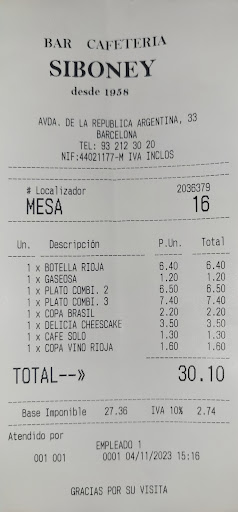 BAR CAFETERIA
SIBONEY
desde 1958
AVDA. DE LA REPUBLICA ARGENTINA, 33
BARCELONA
TEL: 93 212 30 20
NIF:44021177-M IVA INCLOS
# Localizador 2036379
MESA 16
Un. Descripción P.Un. Total
1 x BOTELLA RIOJA 6.40 6.40
1 x GASEOSA 1.20 1.20
1 x PLATO COMBI. 2 6.50 6.50
1 x PLATO COMBI. 3 7.40 7.40
1 x COPA BRASIL 2.20 2.20
1 x DELICIA CHEESCAKE 3.50 3.50
1 x CAFE SOLO 1.30 1.30
1 x COPA VINO RIOJA 1.60 1.60
TOTAL--» 30.10
Base Imponible 27.36 IVA 10% 2.74
Atendido por
EMPLEADO 1
001 001 0001 04/11/2023 15:16
GRACIAS POR SU VISITA